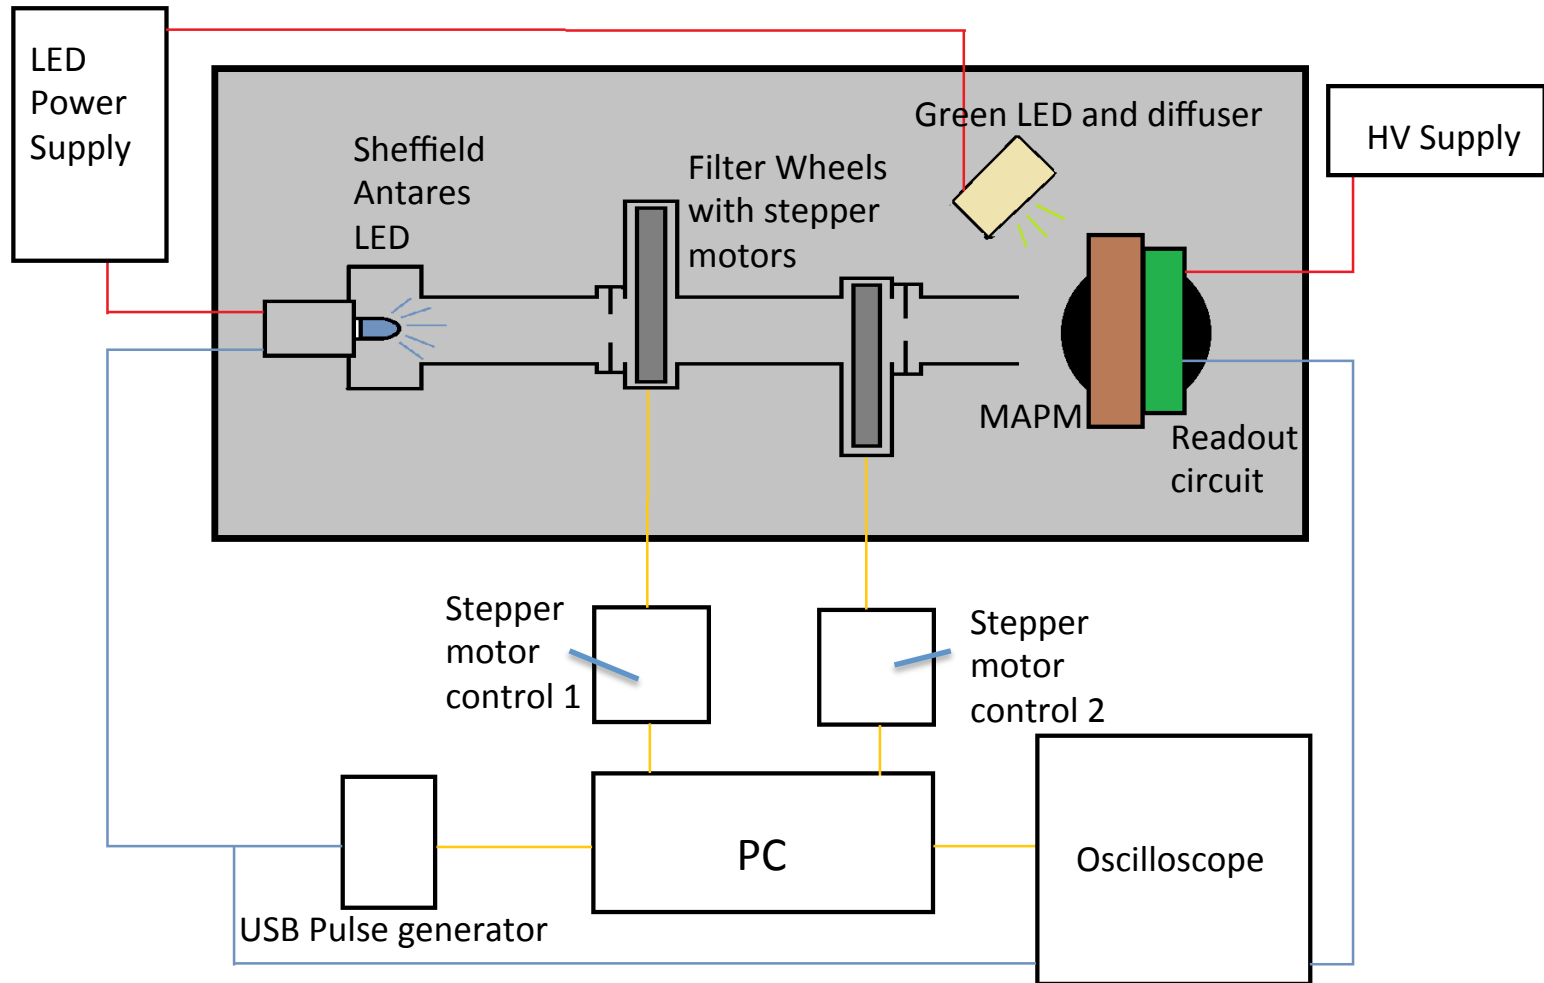 LED
Power
Supply
Sheffield
Antares
LED
Filter Wheels
with stepper
motors
Green LED and diffuser
HV Supply
MAPM
Readout
circuit
Stepper
motor
control 1
Stepper
motor
control 2
USB Pulse generator
PC
Oscilloscope